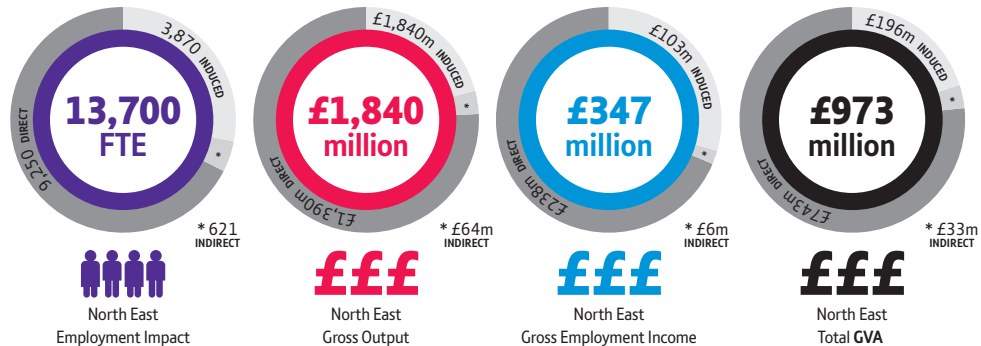 3,870 INDUCED
9,250 DIRECT
*
13,700
FTE
* 621
INDIRECT
North East
Employment Impact
£1,840m INDUCED
£1,390m DIRECT
*
£1,840
million
* £64m
INDIRECT
£££
North East
Gross Output
£103m INDUCED
£238m DIRECT
*
£347
million
* £6m
INDIRECT
£££
North East
Gross Employment Income
£196m INDUCED
£743m DIRECT
*
£973
million
* £33m
INDIRECT
£££
North East
Total GVA